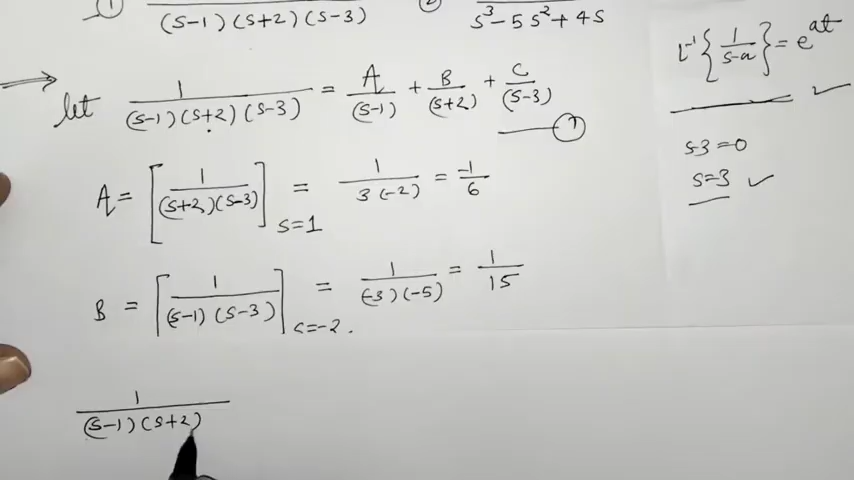 ① (s-1)(s+2)(s-3) ② s³-5s²+4s
let 1/((s-1)(s+2)(s-3)) = A/(s-1) + B/(s+2) + C/(s-3) —①
A = [1/((s+2)(s-3))] s=1 = 1/(3(-2)) = -1/6
B = [1/((s-1)(s-3))] s=-2. = 1/((-3)(-5)) = 1/15
1/((s-1)(s+2)
L⁻¹{1/(s-a)} = e^at
s-3=0
s=3 ✓